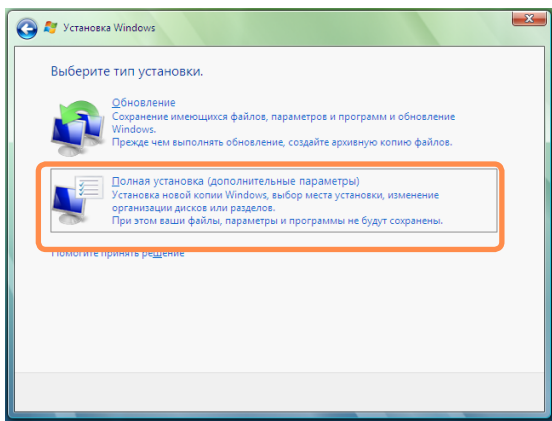 Установка Windows
Выберите тип установки.
Обновление
Сохранение имеющихся файлов, параметров и программ и обновление
Windows.
Прежде чем выполнять обновление, создайте архивную копию файлов.
Полная установка (дополнительные параметры)
Установка новой копии Windows, выбор места установки, изменение
организации дисков или разделов.
При этом ваши файлы, параметры и программы не будут сохранены.
Помогите принять решение